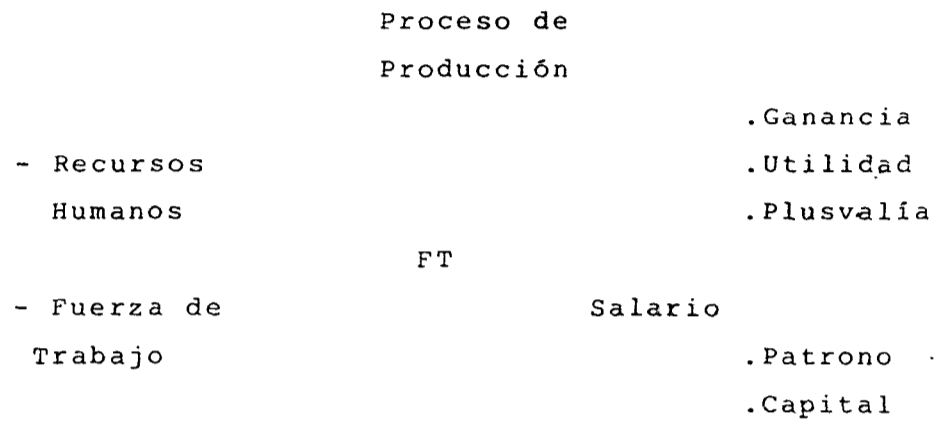 Proceso de
Producción
.Ganancia
- Recursos .Utilidad
Humanos .Plusvalía
FT
- Fuerza de Salario
Trabajo .Patrono
.Capital